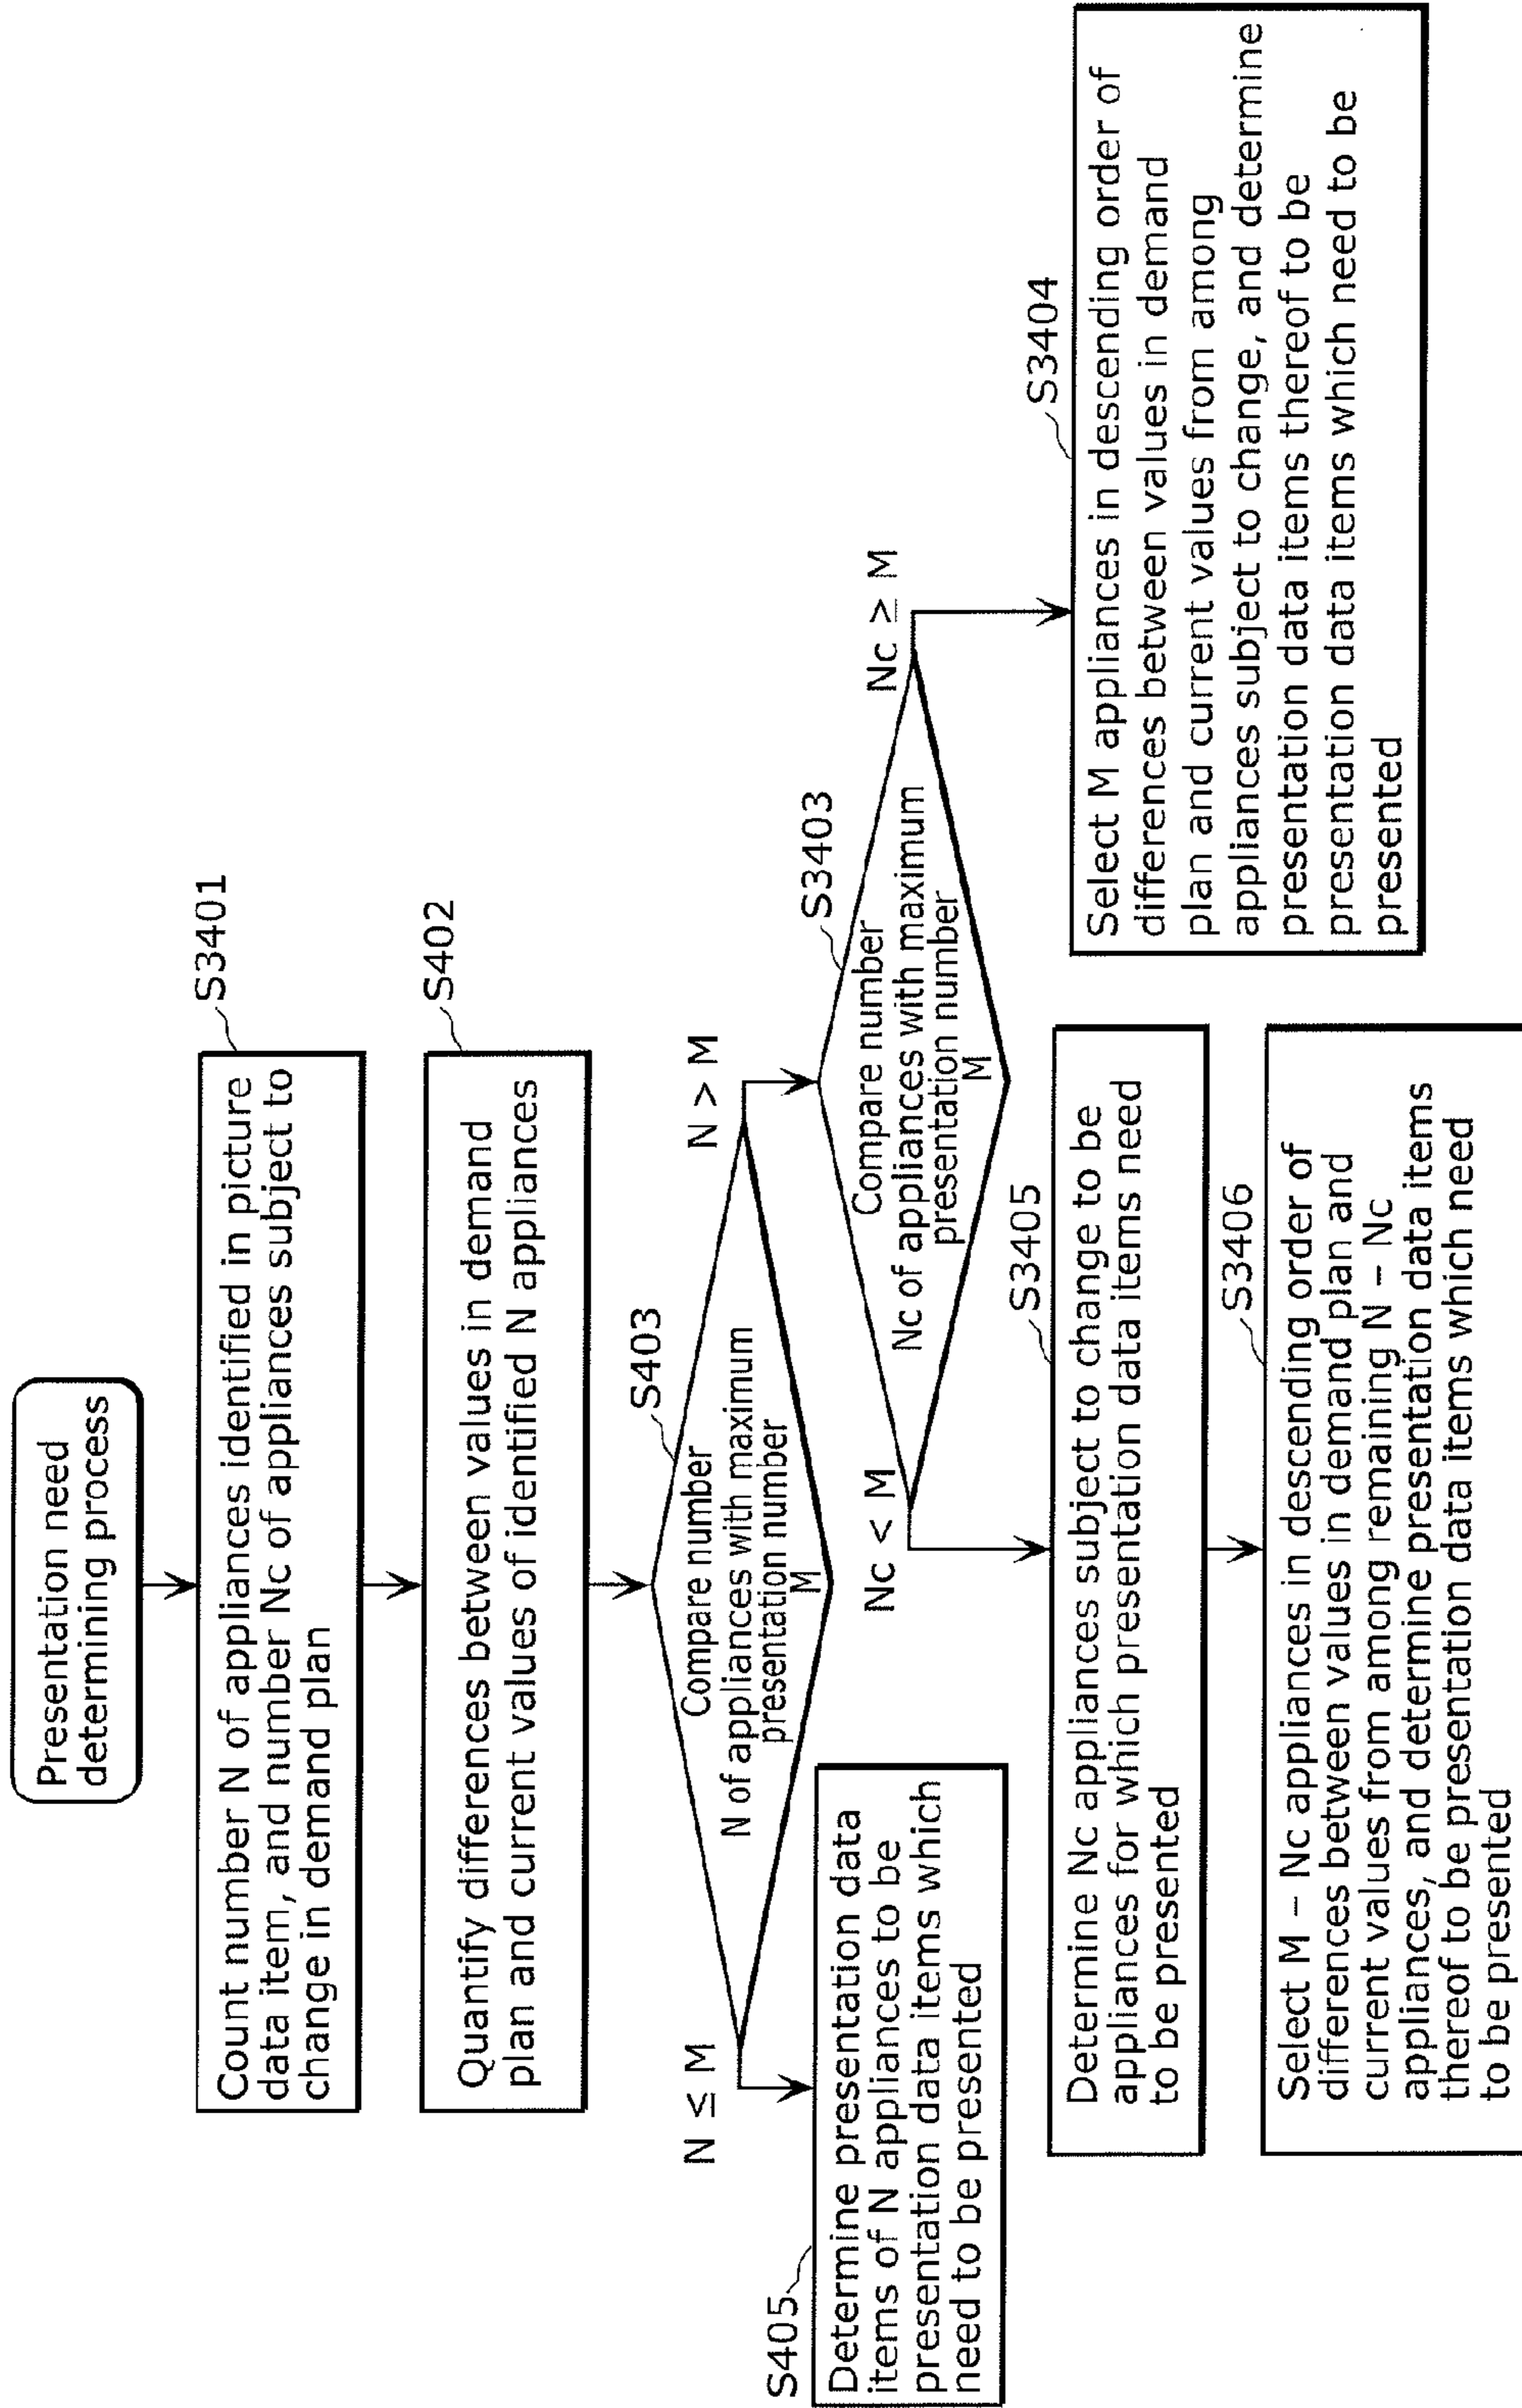 Presentation need
determining process
S3401
Count number N of appliances identified in picture
data item, and number Nc of appliances subject to
change in demand plan
S402
Quantify differences between values in demand
plan and current values of identified N appliances
S403
Compare number
N of appliances with maximum
presentation number
M
N ≤ M
N > M
S405
Determine presentation data
items of N appliances to be
presentation data items which
need to be presented
S3403
Compare number
Nc of appliances with maximum
presentation number
M
Nc < M
Nc ≥ M
S3405
Determine Nc appliances subject to change to be
appliances for which presentation data items need
to be presented
S3406
Select M – Nc appliances in descending order of
differences between values in demand plan and
current values from among remaining N – Nc
appliances, and determine presentation data items
thereof to be presentation data items which need
to be presented
S3404
Select M appliances in descending order of
differences between values in demand
plan and current values from among
appliances subject to change, and determine
presentation data items thereof to be
presentation data items which need to be
presented